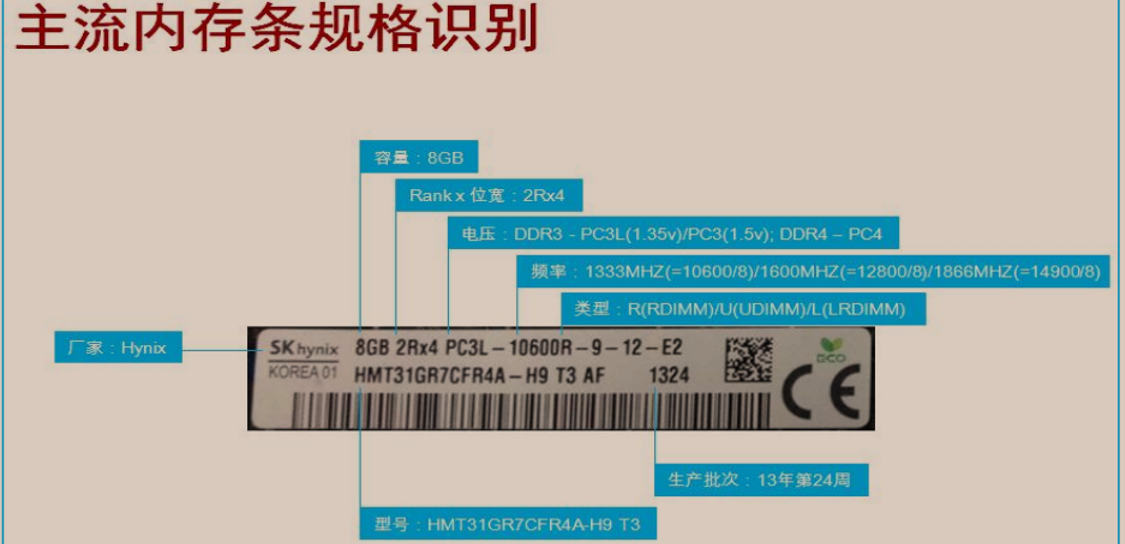 主流内存条规格识别
容量：8GB
Rank x 位宽：2Rx4
电压：DDR3 - PC3L(1.35v)/PC3(1.5v); DDR4 – PC4
频率：1333MHZ(=10600/8)/1600MHZ(=12800/8)/1866MHZ(=14900/8)
类型：R(RDIMM)/U(UDIMM)/L(LRDIMM)
厂家：Hynix
SK hynix 8GB 2Rx4 PC3L – 10600R – 9 – 12 – E2
KOREA 01 HMT31GR7CFR4A – H9 T3 AF 1324
ECO
CE
生产批次：13年第24周
型号：HMT31GR7CFR4A-H9 T3